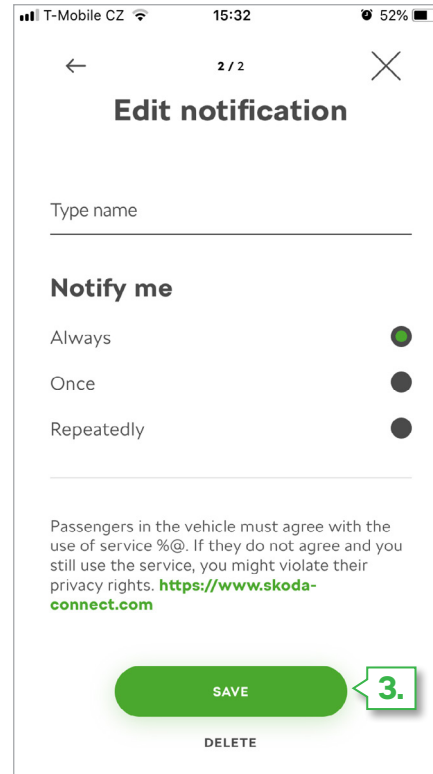 T-Mobile CZ 15:32 52%
2 / 2
Edit notification
Type name
Notify me
Always
Once
Repeatedly
Passengers in the vehicle must agree with the
use of service %@. If they do not agree and you
still use the service, you might violate their
privacy rights. https://www.skoda-
connect.com
SAVE
3.
DELETE